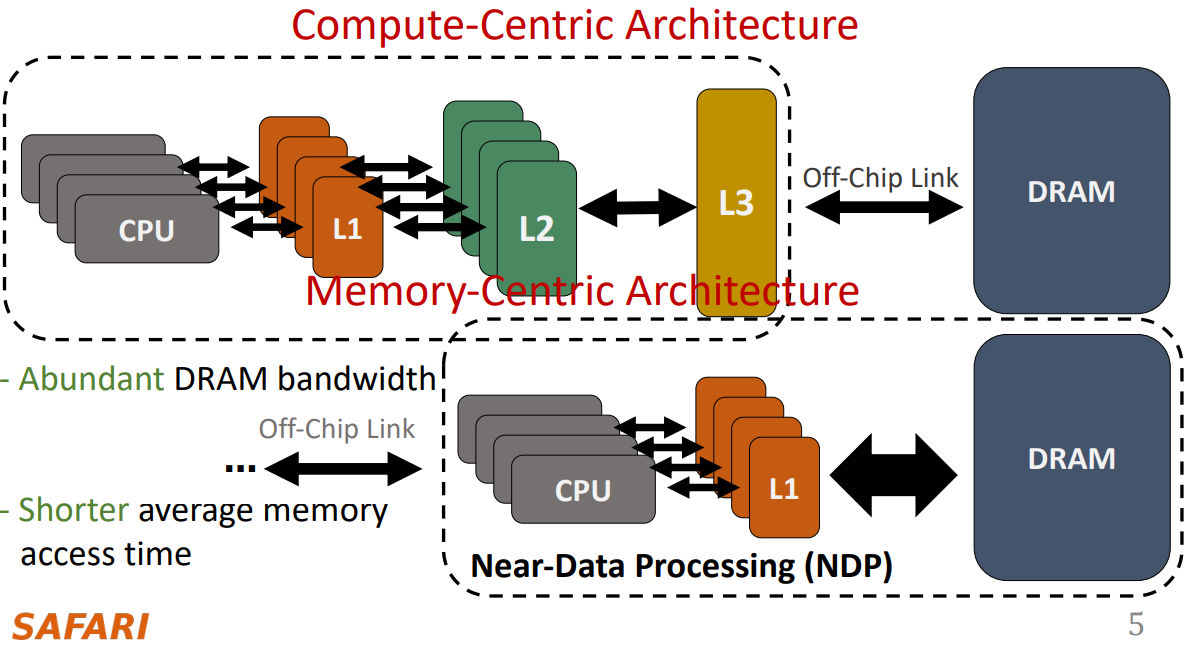 Compute-Centric Architecture
CPU
L1
L2
L3
Off-Chip Link
DRAM
Memory-Centric Architecture
- Abundant DRAM bandwidth
Off-Chip Link
...
- Shorter average memory
access time
CPU
L1
DRAM
Near-Data Processing (NDP)
SAFARI
5